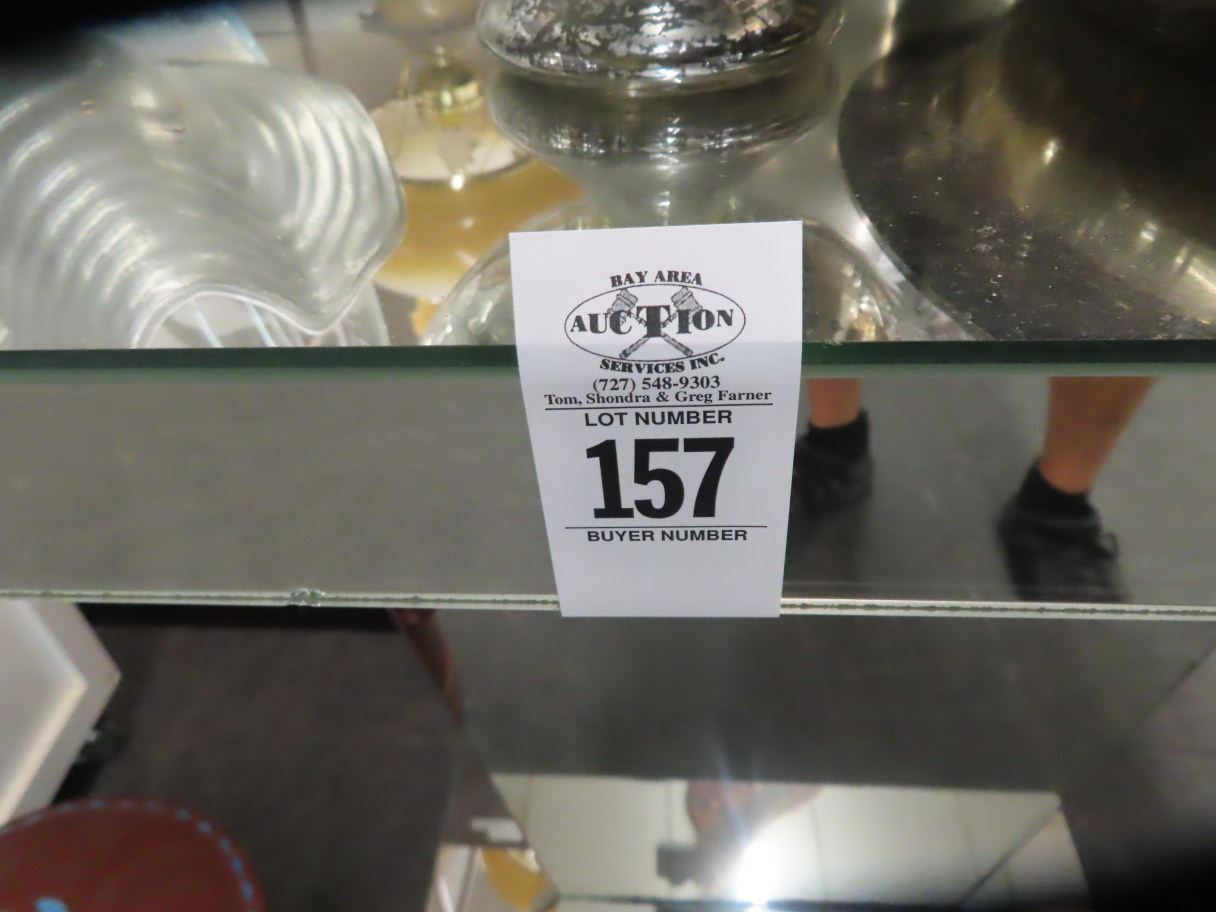 BAY AREA
AUCTION
SERVICES INC.
(727) 548-9303
Tom, Shondra & Greg Farner
LOT NUMBER
157
BUYER NUMBER